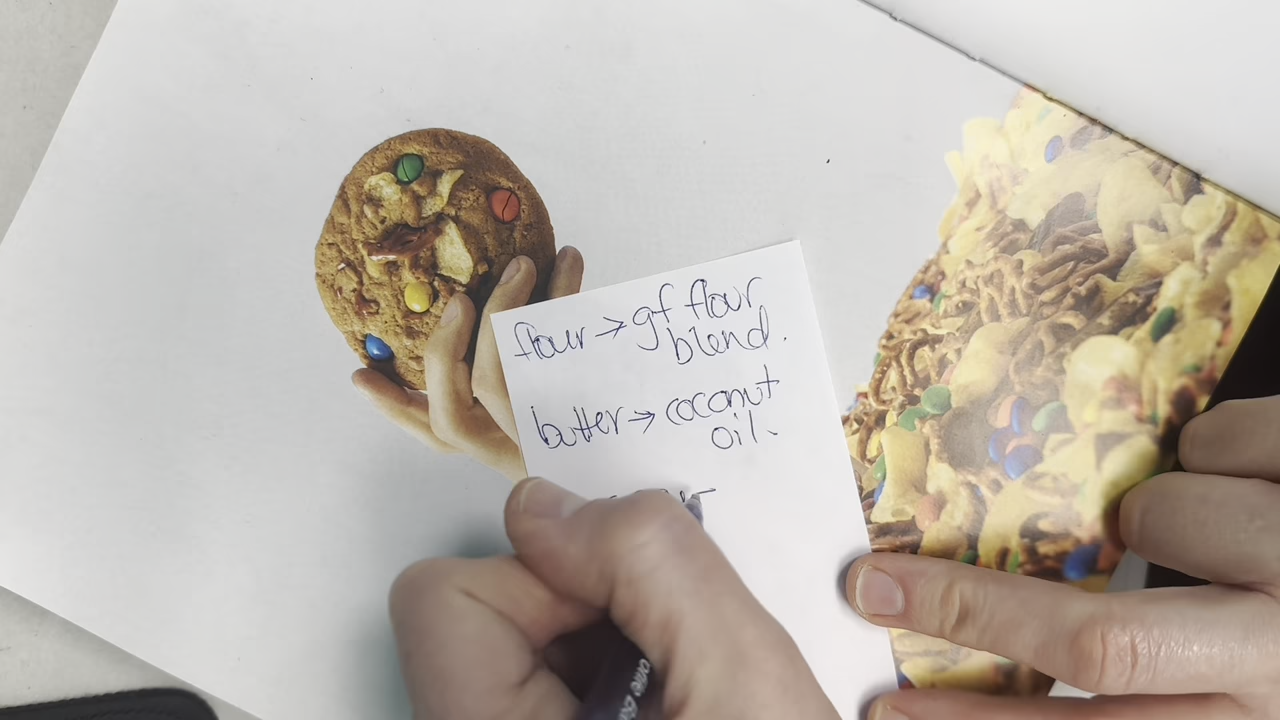 flour → gf flour
blend.
butter → coconut
oil.